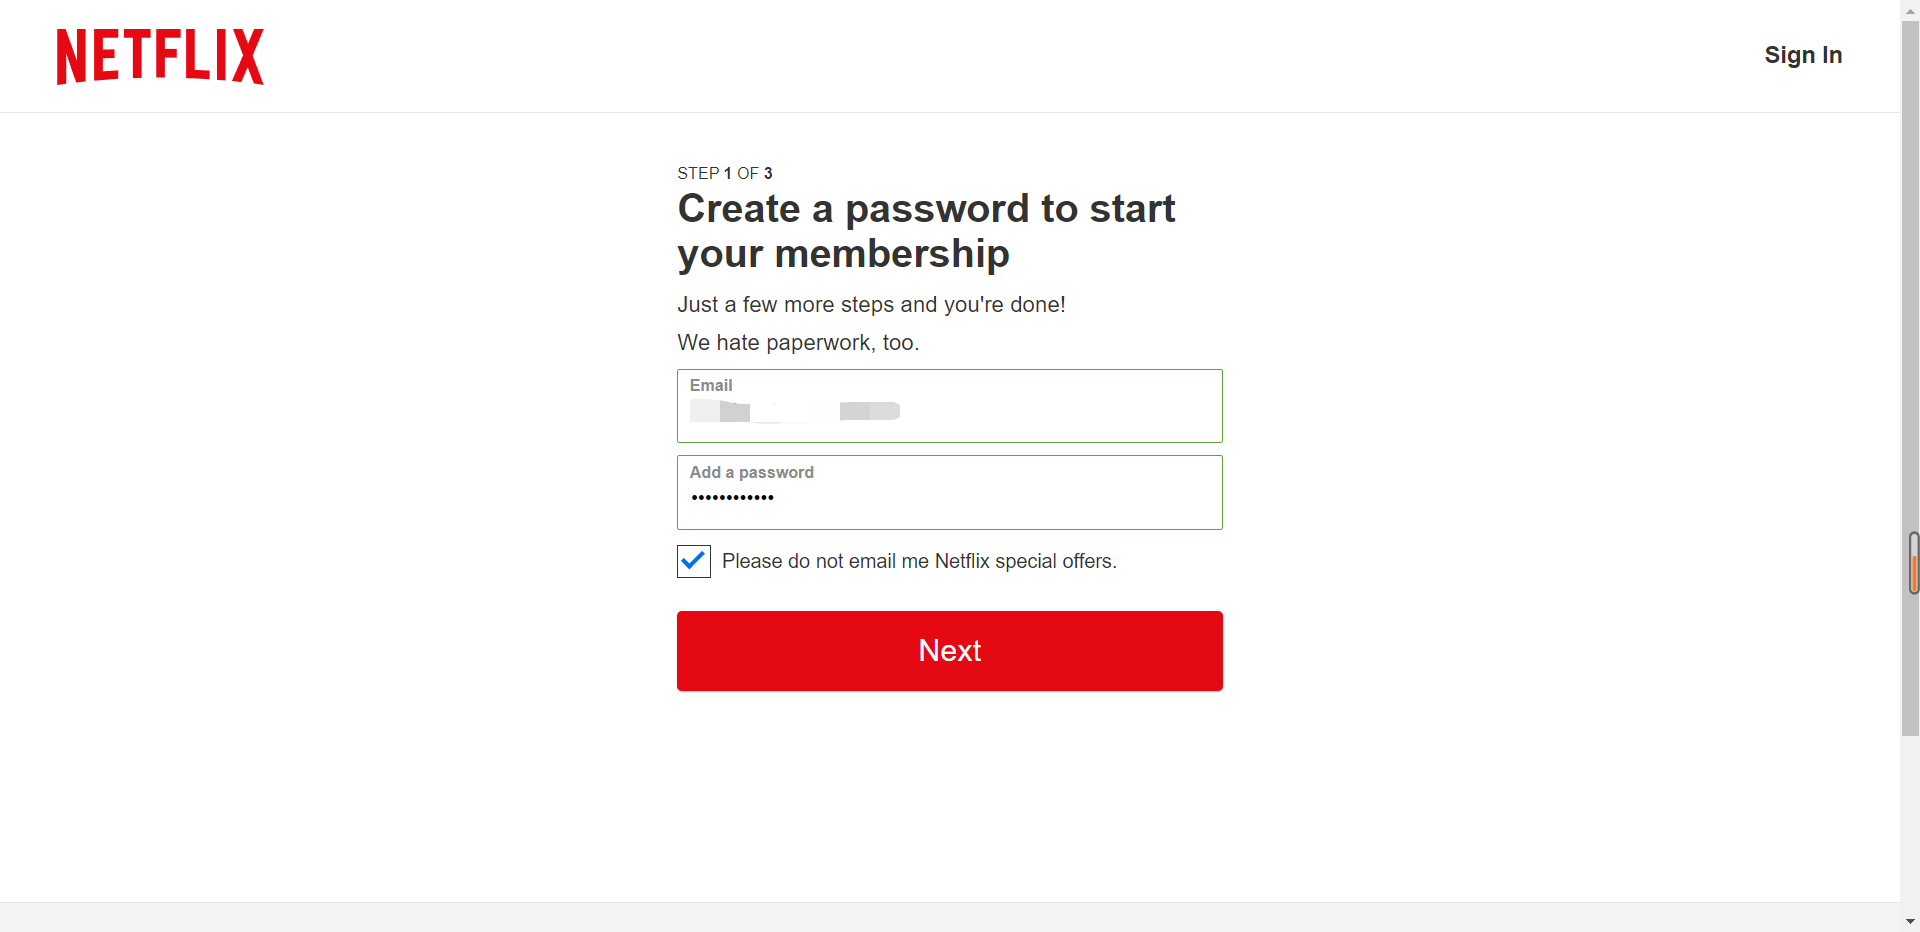 NETFLIX
Sign In
STEP 1 OF 3
Create a password to start
your membership
Just a few more steps and you're done!
We hate paperwork, too.
Email
Add a password
••••••••••••
Please do not email me Netflix special offers.
Next